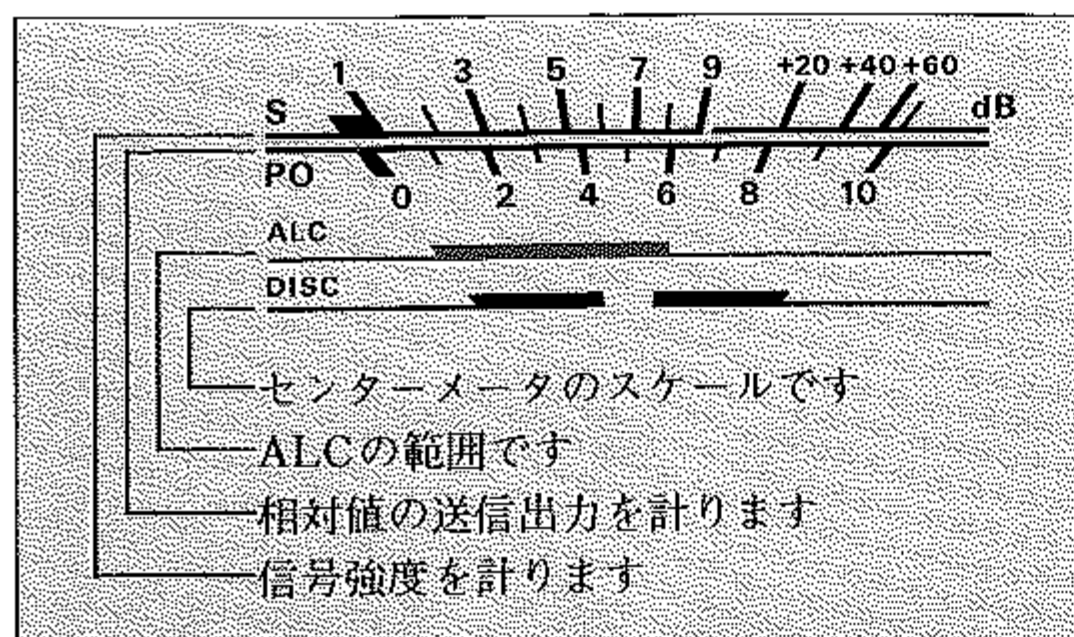 1 3 5 7 9 +20 +40 +60
S dB
PO
0 2 4 6 8 10
ALC
DISC
センターメータのスケールです
ALCの範囲です
相対値の送信出力を計ります
信号強度を計ります